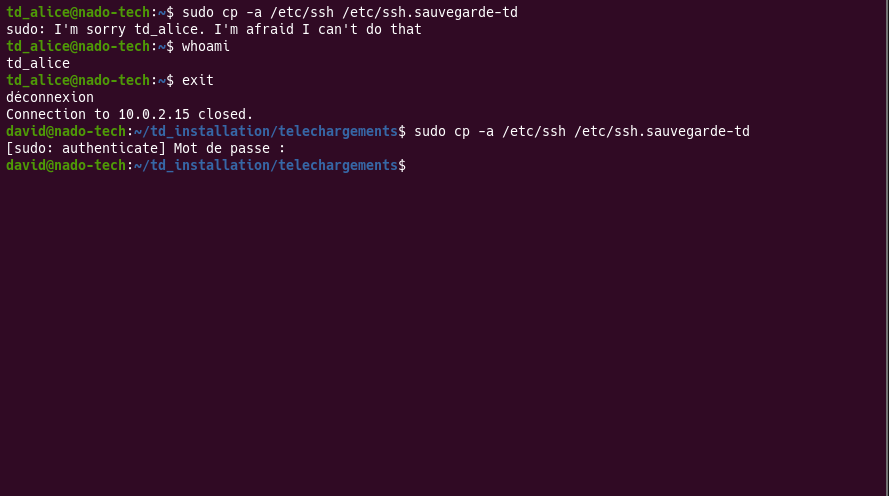 td_alice@nado-tech:~$ sudo cp -a /etc/ssh /etc/ssh.sauvegarde-td
sudo: I'm sorry td_alice. I'm afraid I can't do that
td_alice@nado-tech:~$ whoami
td_alice
td_alice@nado-tech:~$ exit
déconnexion
Connection to 10.0.2.15 closed.
david@nado-tech:~/td_installation/telechargements$ sudo cp -a /etc/ssh /etc/ssh.sauvegarde-td
[sudo: authenticate] Mot de passe :
david@nado-tech:~/td_installation/telechargements$